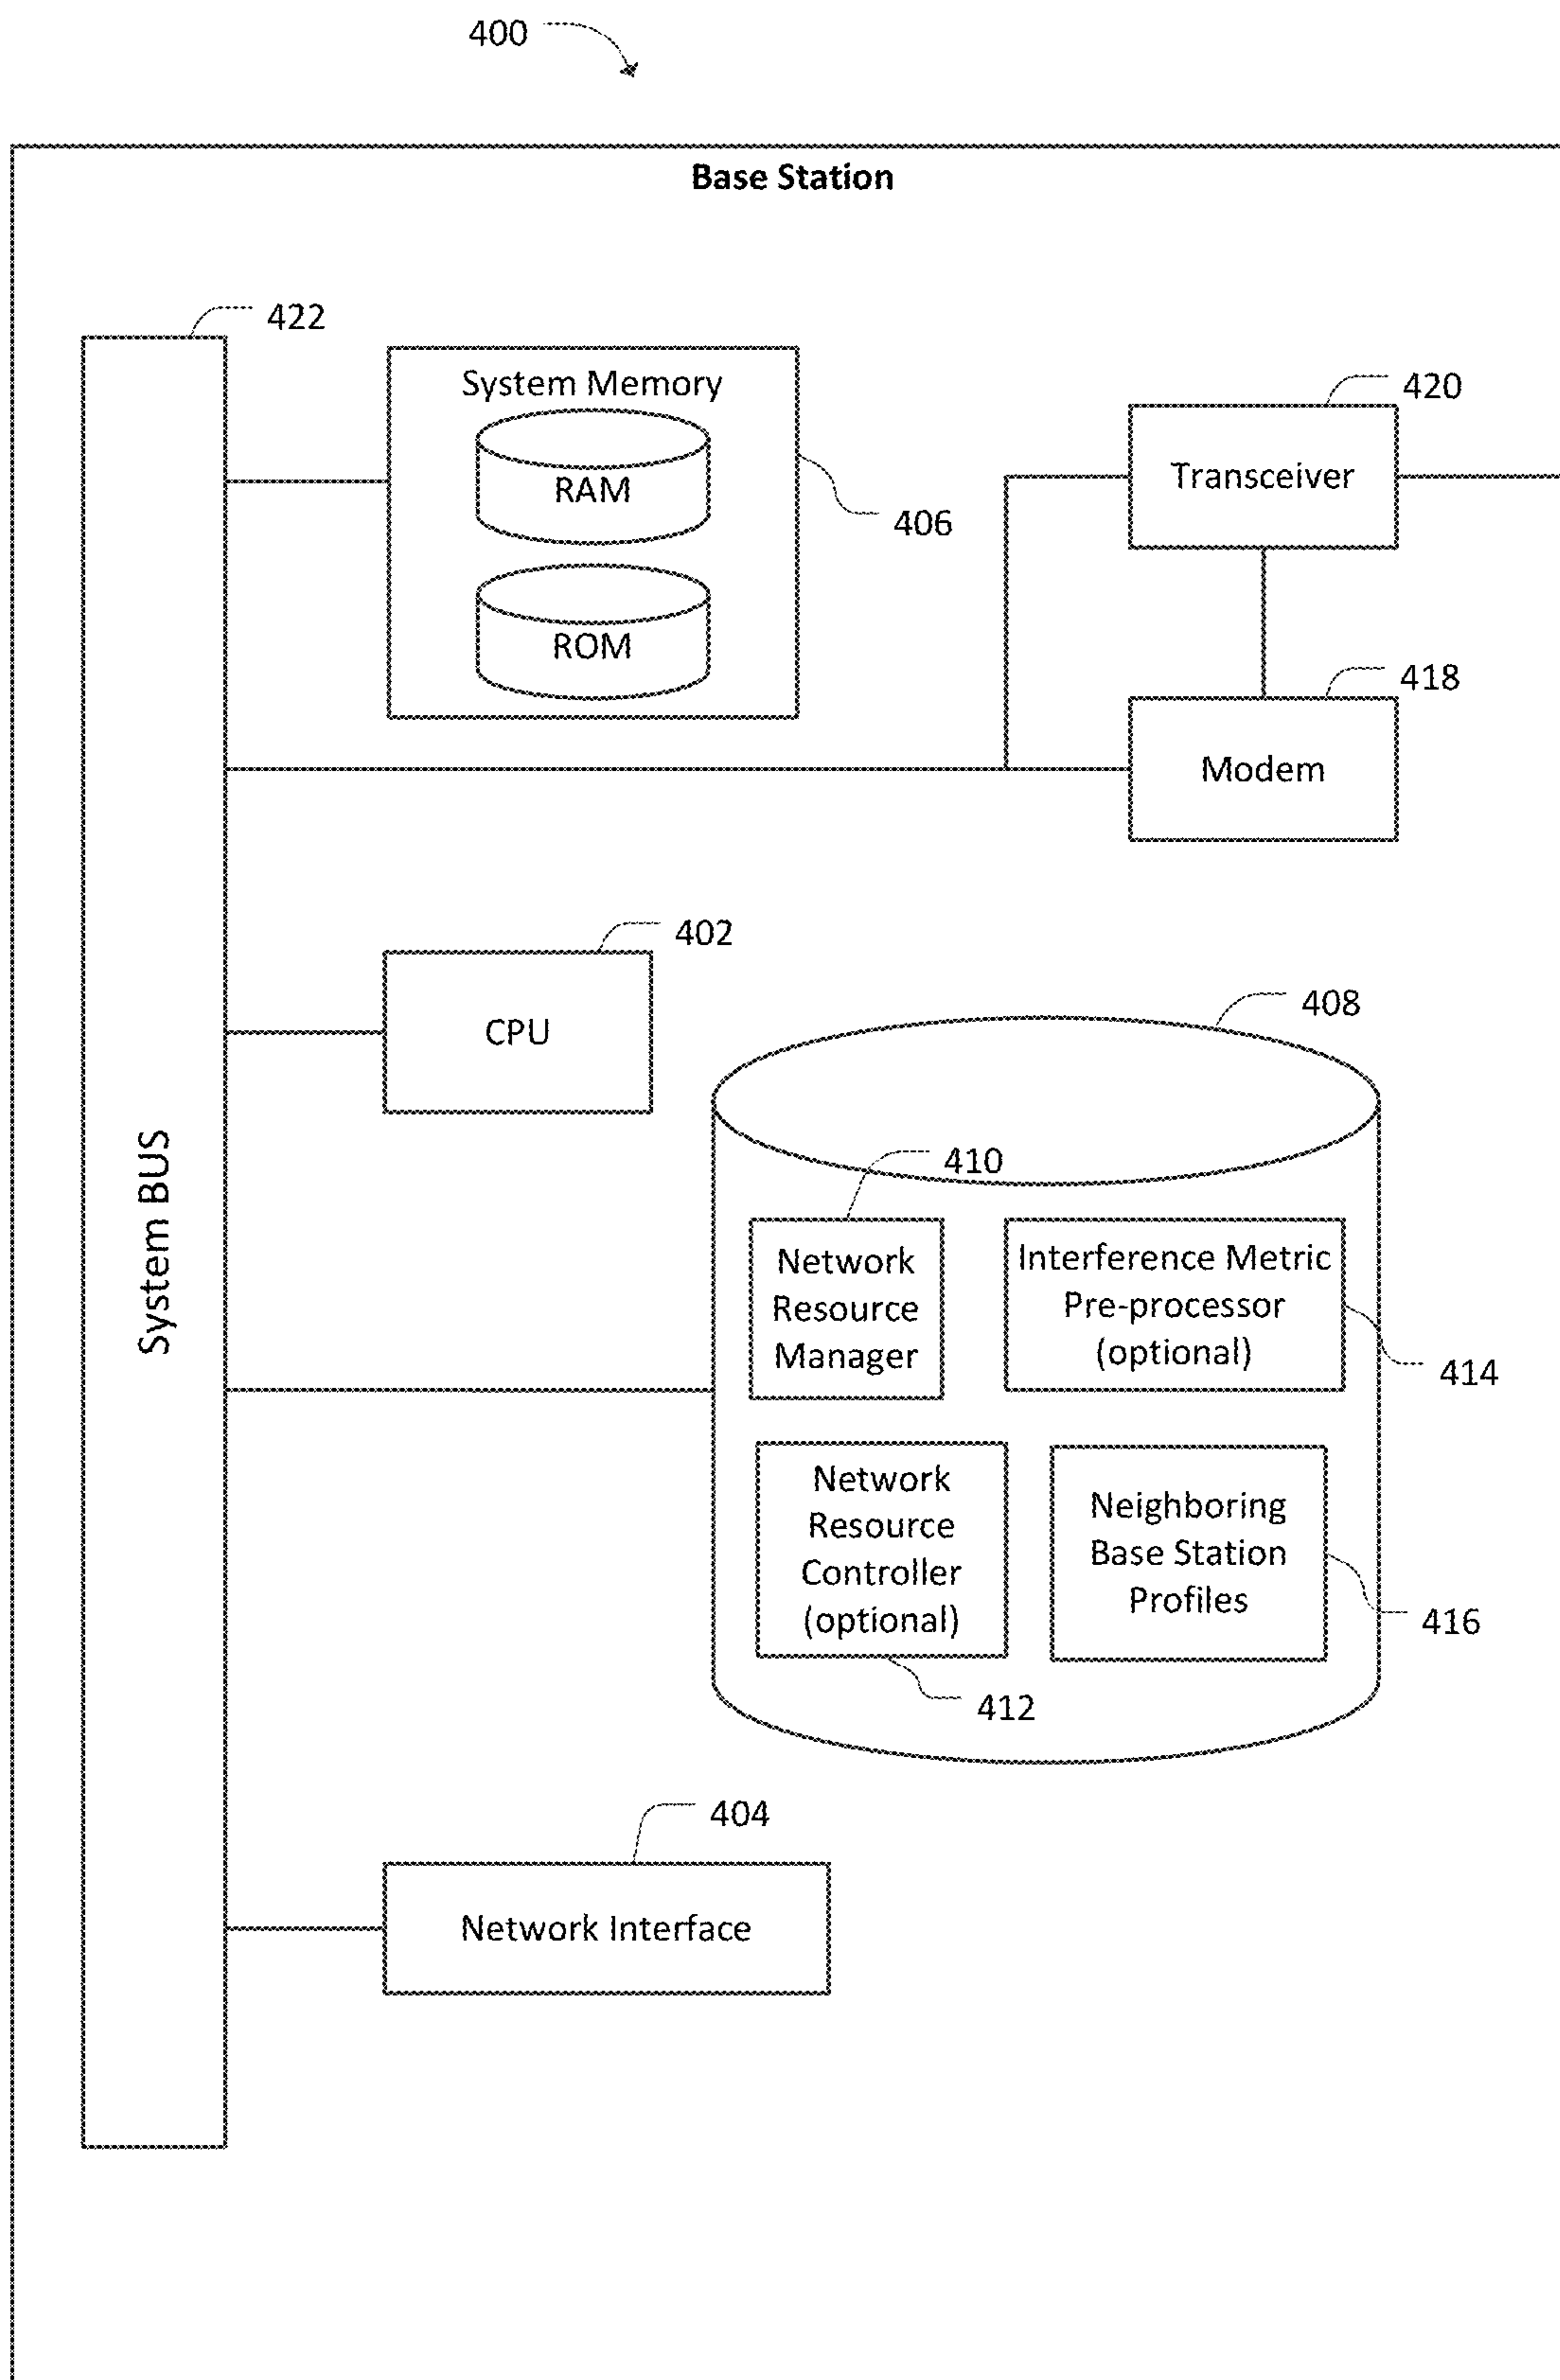 400
Base Station
422
System Memory
RAM
406
ROM
420
Transceiver
418
Modem
402
CPU
408
System BUS
410
Network
Resource
Manager
Interference Metric
Pre-processor
(optional)
414
Network
Resource
Controller
(optional)
412
Neighboring
Base Station
Profiles
416
404
Network Interface